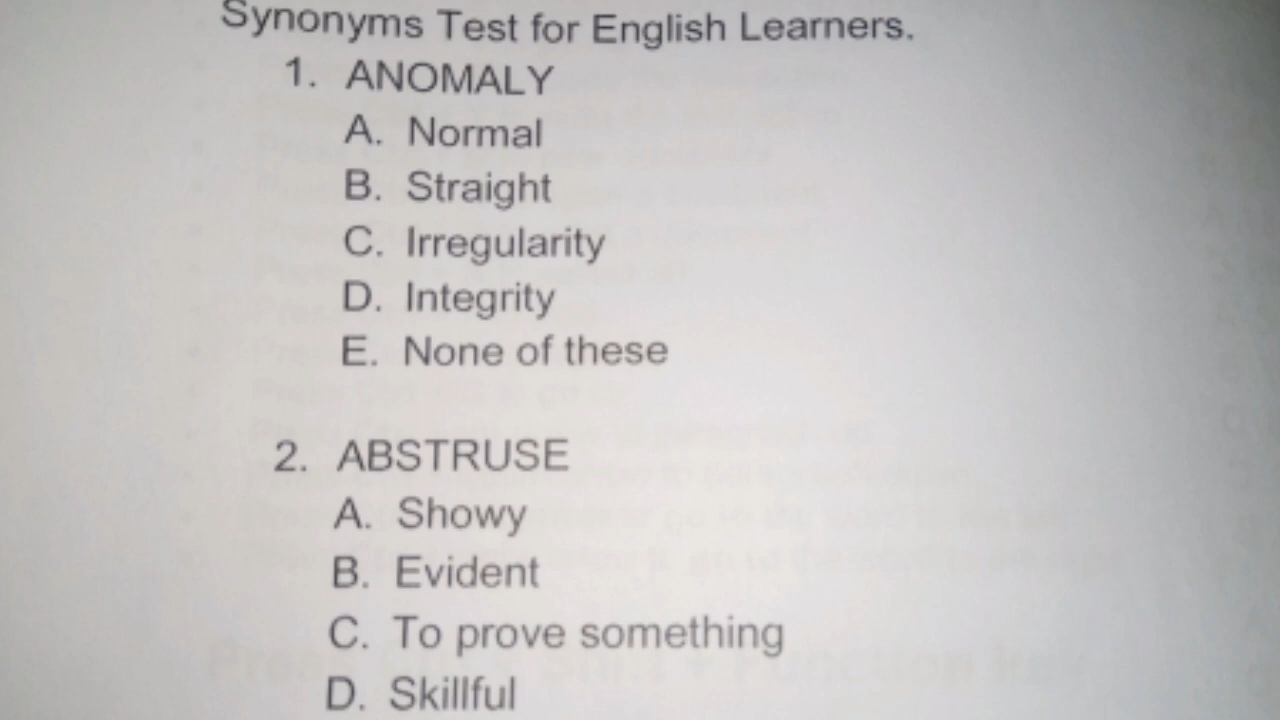 Synonyms Test for English Learners.
1. ANOMALY
A. Normal
B. Straight
C. Irregularity
D. Integrity
E. None of these
2. ABSTRUSE
A. Showy
B. Evident
C. To prove something
D. Skillful